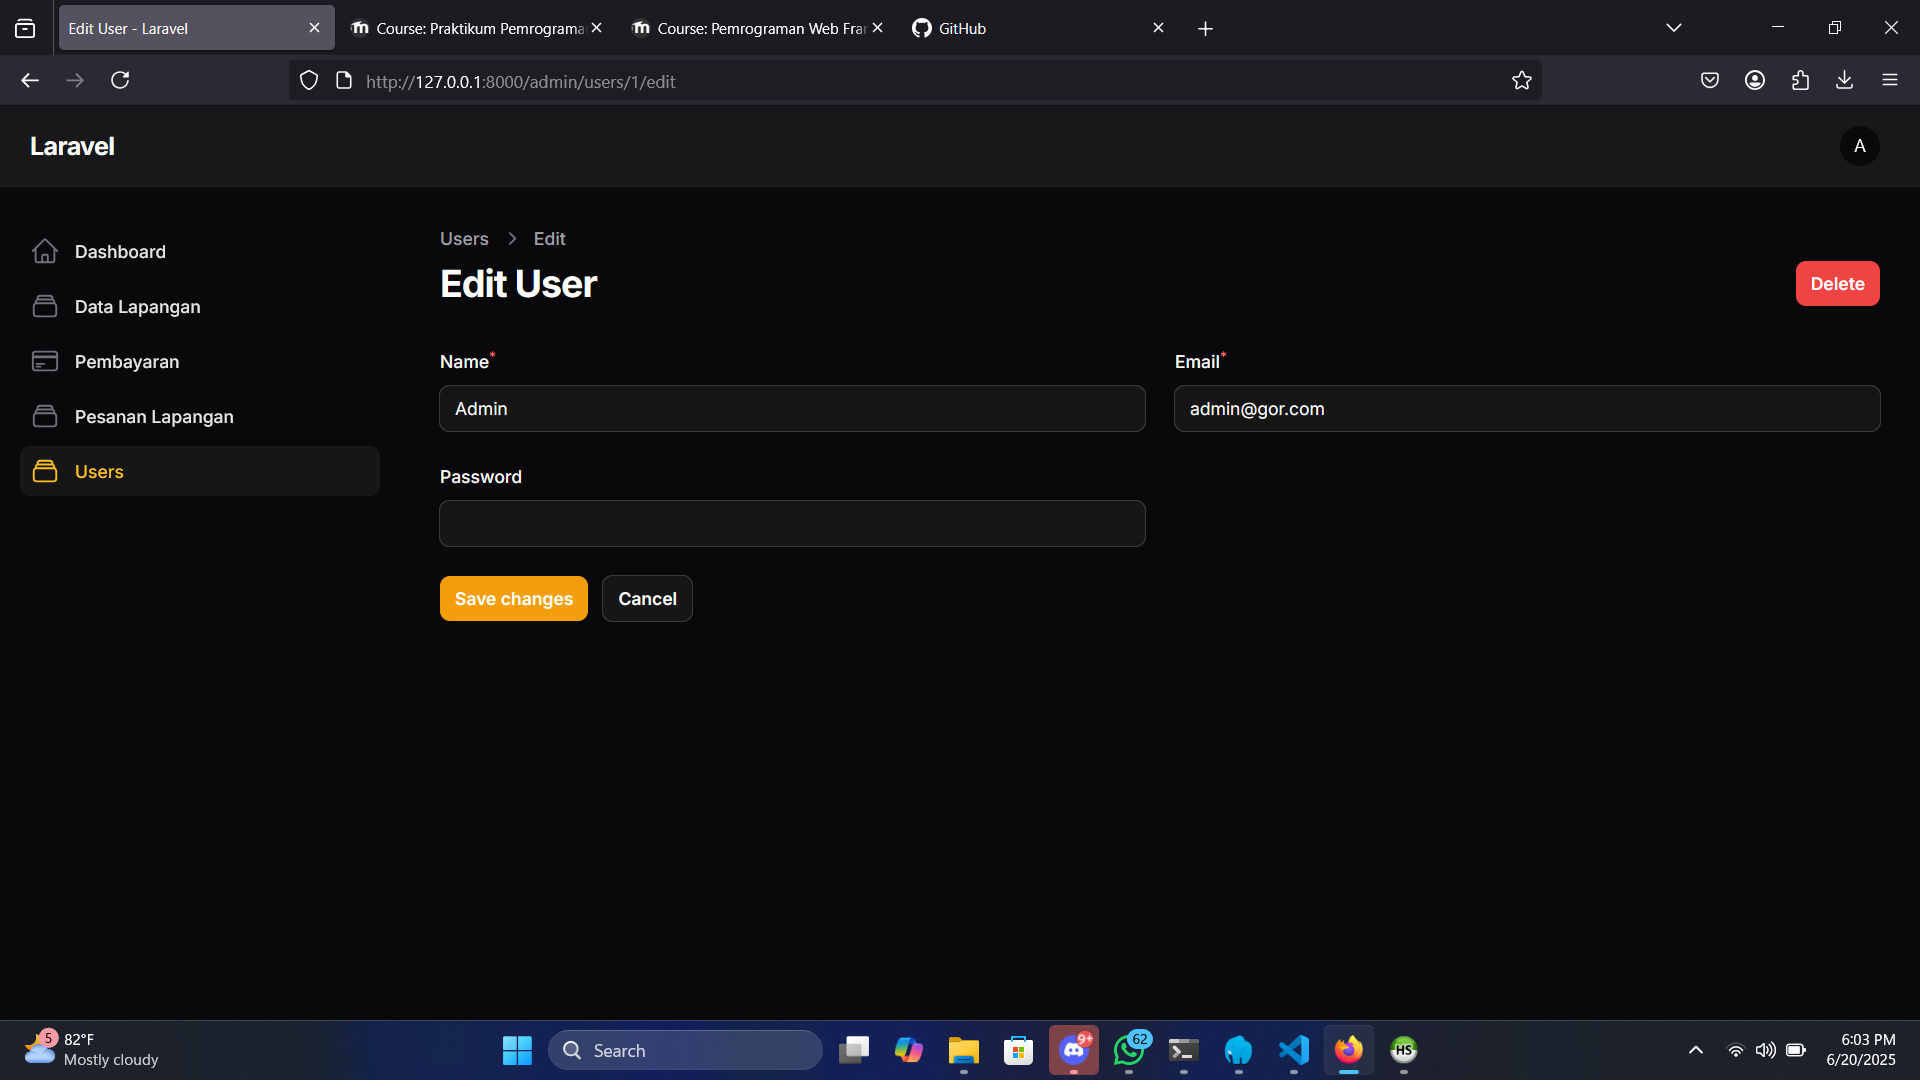 Edit User - Laravel
Course: Praktikum Pemrograma
Course: Pemrograman Web Fra
GitHub
http://127.0.0.1:8000/admin/users/1/edit
Laravel
A
Dashboard
Data Lapangan
Pembayaran
Pesanan Lapangan
Users
Users
Edit
Edit User
Delete
Name*
Admin
Email*
admin@gor.com
Password
Save changes
Cancel
5
82°F
Mostly cloudy
Search
9+
62
HS
6:03 PM
6/20/2025